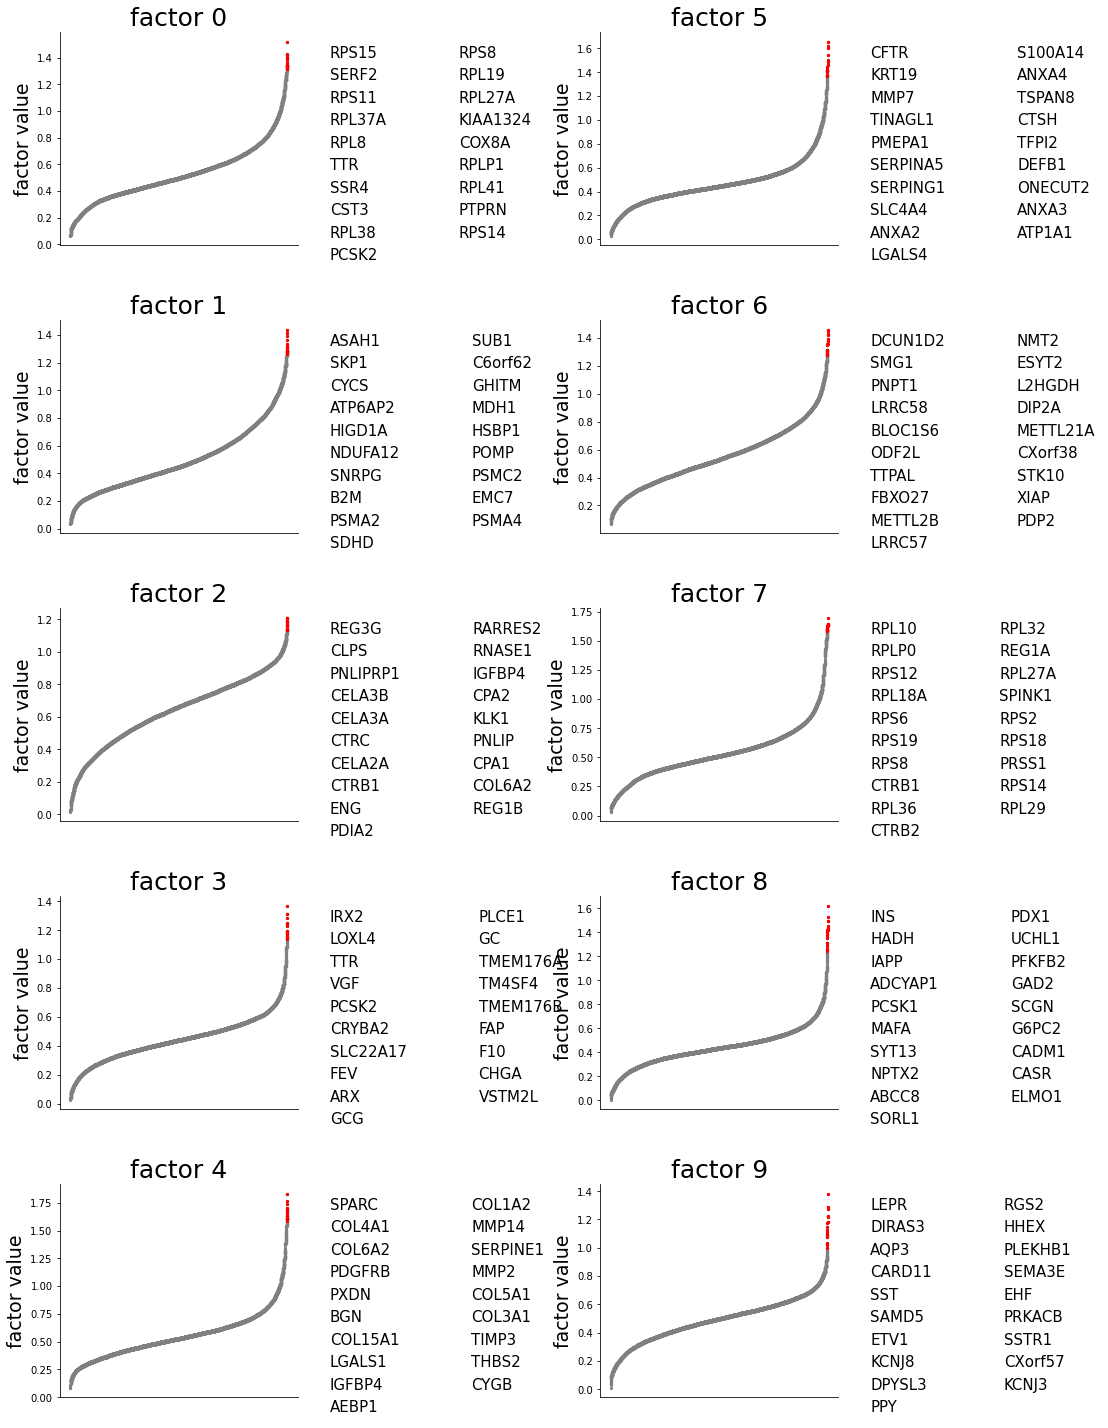 factor 0
factor value
1.4
1.2
1.0
0.8
0.6
0.4
0.2
0.0
RPS15 RPS8
SERF2 RPL19
RPS11 RPL27A
RPL37A KIAA1324
RPL8 COX8A
TTR RPLP1
SSR4 RPL41
CST3 PTPRN
RPL38 RPS14
PCSK2
factor 5
factor value
1.6
1.4
1.2
1.0
0.8
0.6
0.4
0.2
0.0
CFTR S100A14
KRT19 ANXA4
MMP7 TSPAN8
TINAGL1 CTSH
PMEPA1 TFPI2
SERPINA5 DEFB1
SERPING1 ONECUT2
SLC4A4 ANXA3
ANXA2 ATP1A1
LGALS4
factor 1
factor value
1.4
1.2
1.0
0.8
0.6
0.4
0.2
0.0
ASAH1 SUB1
SKP1 C6orf62
CYCS GHITM
ATP6AP2 MDH1
HIGD1A HSBP1
NDUFA12 POMP
SNRPG PSMC2
B2M EMC7
PSMA2 PSMA4
SDHD
factor 6
factor value
1.4
1.2
1.0
0.8
0.6
0.4
0.2
DCUN1D2 NMT2
SMG1 ESYT2
PNPT1 L2HGDH
LRRC58 DIP2A
BLOC1S6 METTL21A
ODF2L CXorf38
TTPAL STK10
FBXO27 XIAP
METTL2B PDP2
LRRC57
factor 2
factor value
1.2
1.0
0.8
0.6
0.4
0.2
0.0
REG3G RARRES2
CLPS RNASE1
PNLIPRP1 IGFBP4
CELA3B CPA2
CELA3A KLK1
CTRC PNLIP
CELA2A CPA1
CTRB1 COL6A2
ENG REG1B
PDIA2
factor 7
factor value
1.75
1.50
1.25
1.00
0.75
0.50
0.25
0.00
RPL10 RPL32
RPLP0 REG1A
RPS12 RPL27A
RPL18A SPINK1
RPS6 RPS2
RPS19 RPS18
RPS8 PRSS1
CTRB1 RPS14
RPL36 RPL29
CTRB2
factor 3
factor value
1.4
1.2
1.0
0.8
0.6
0.4
0.2
0.0
IRX2 PLCE1
LOXL4 GC
TTR TMEM176A
VGF TM4SF4
PCSK2 TMEM176B
CRYBA2 FAP
SLC22A17 F10
FEV CHGA
ARX VSTM2L
GCG
factor 8
factor value
1.6
1.4
1.2
1.0
0.8
0.6
0.4
0.2
0.0
INS PDX1
HADH UCHL1
IAPP PFKFB2
ADCYAP1 GAD2
PCSK1 SCGN
MAFA G6PC2
SYT13 CADM1
NPTX2 CASR
ABCC8 ELMO1
SORL1
factor 4
factor value
1.75
1.50
1.25
1.00
0.75
0.50
0.25
0.00
SPARC COL1A2
COL4A1 MMP14
COL6A2 SERPINE1
PDGFRB MMP2
PXDN COL5A1
BGN COL3A1
COL15A1 TIMP3
LGALS1 THBS2
IGFBP4 CYGB
AEBP1
factor 9
factor value
1.4
1.2
1.0
0.8
0.6
0.4
0.2
0.0
LEPR RGS2
DIRAS3 HHEX
AQP3 PLEKHB1
CARD11 SEMA3E
SST EHF
SAMD5 PRKACB
ETV1 SSTR1
KCNJ8 CXorf57
DPYSL3 KCNJ3
PPY